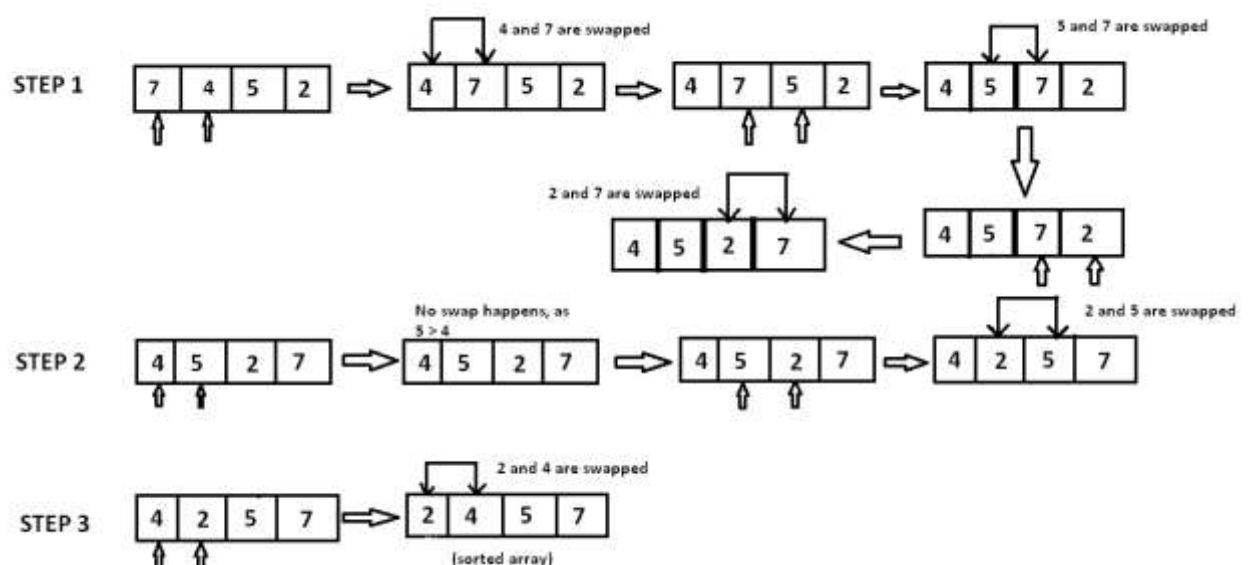 4 and 7 are swapped
5 and 7 are swapped
STEP 1
7 4 5 2
4 7 5 2
4 7 5 2
4 5 7 2
2 and 7 are swapped
4 5 2 7
4 5 7 2
No swap happens, as
5 > 4
2 and 5 are swapped
STEP 2
4 5 2 7
4 5 2 7
4 5 2 7
4 2 5 7
2 and 4 are swapped
STEP 3
4 2 5 7
2 4 5 7
(sorted array)